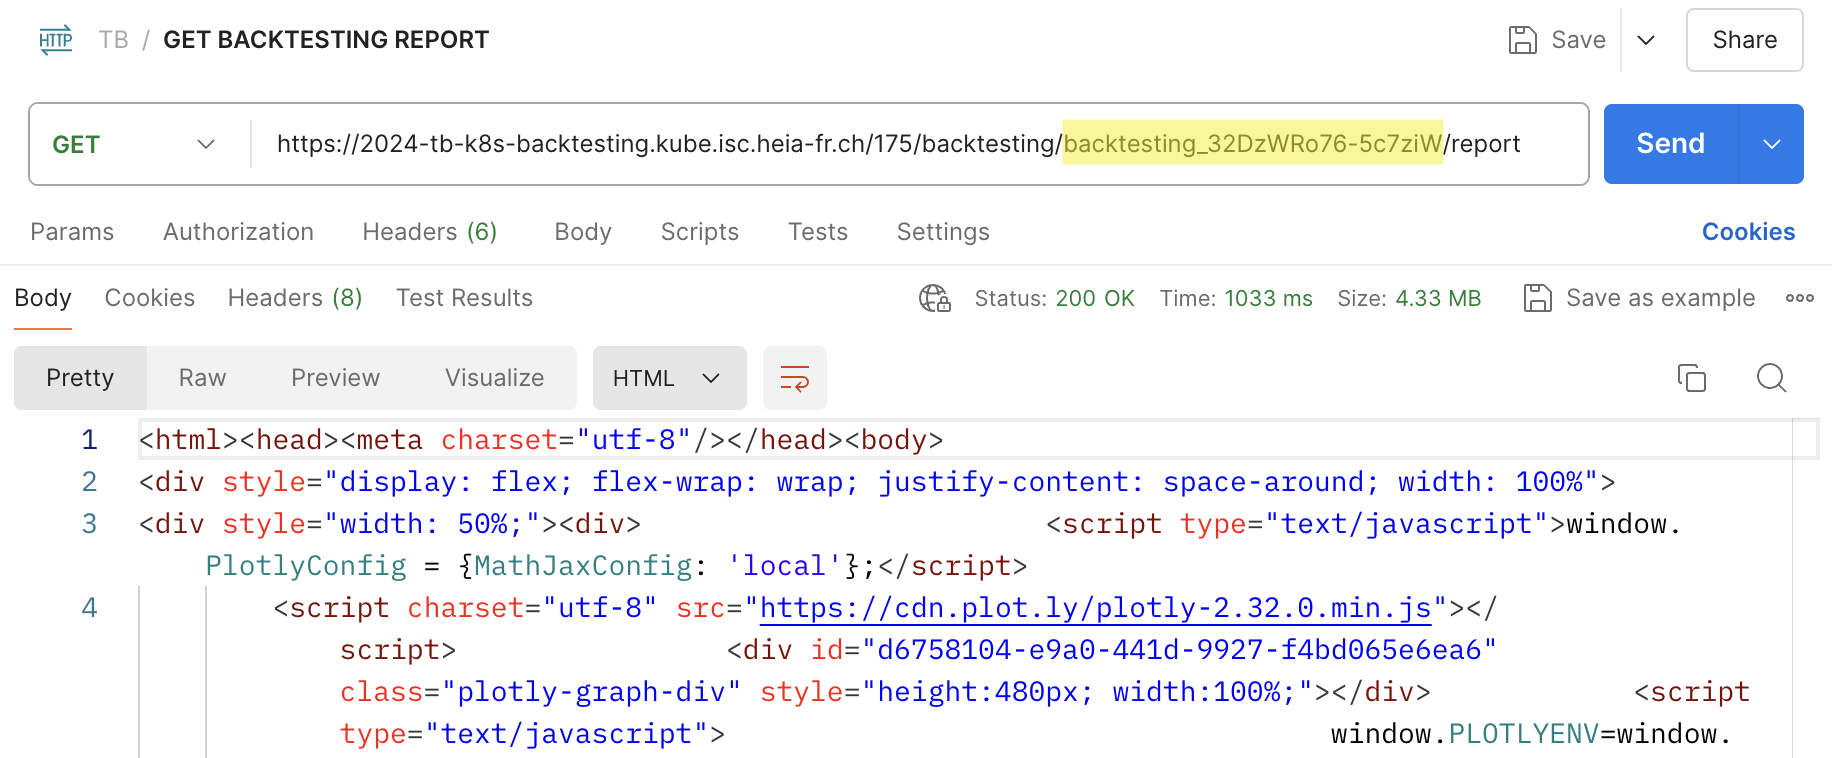 HTTP TB / GET BACKTESTING REPORT Save Share
GET https://2024-tb-k8s-backtesting.kube.isc.heia-fr.ch/175/backtesting/backtesting_32DzWRo76-5c7ziW/report Send
Params Authorization Headers (6) Body Scripts Tests Settings Cookies
Body Cookies Headers (8) Test Results Status: 200 OK Time: 1033 ms Size: 4.33 MB Save as example
Pretty Raw Preview Visualize HTML
1 <html><head><meta charset="utf-8"/></head><body>
2 <div style="display: flex; flex-wrap: wrap; justify-content: space-around; width: 100%">
3 <div style="width: 50%;"><div> <script type="text/javascript">window.
PlotlyConfig = {MathJaxConfig: 'local'};</script>
4 <script charset="utf-8" src="https://cdn.plot.ly/plotly-2.32.0.min.js"></
script> <div id="d6758104-e9a0-441d-9927-f4bd065e6ea6"
class="plotly-graph-div" style="height:480px; width:100%;"></div> <script
type="text/javascript"> window.PLOTLYENV=window.